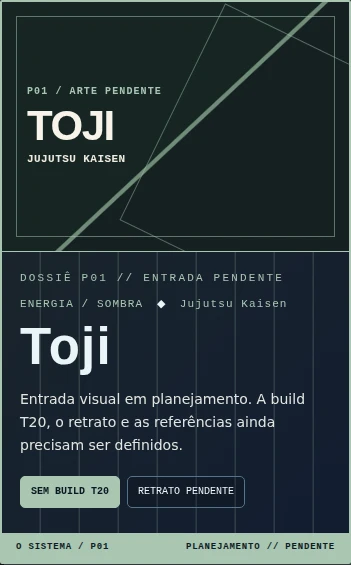 P01 / ARTE PENDENTE
TOJI
JUJUTSU KAISEN
DOSSIÊ P01 // ENTRADA PENDENTE
ENERGIA / SOMBRA ◆ Jujutsu Kaisen
Toji
Entrada visual em planejamento. A build
T20, o retrato e as referências ainda
precisam ser definidos.
SEM BUILD T20
RETRATO PENDENTE
O SISTEMA / P01
PLANEJAMENTO // PENDENTE